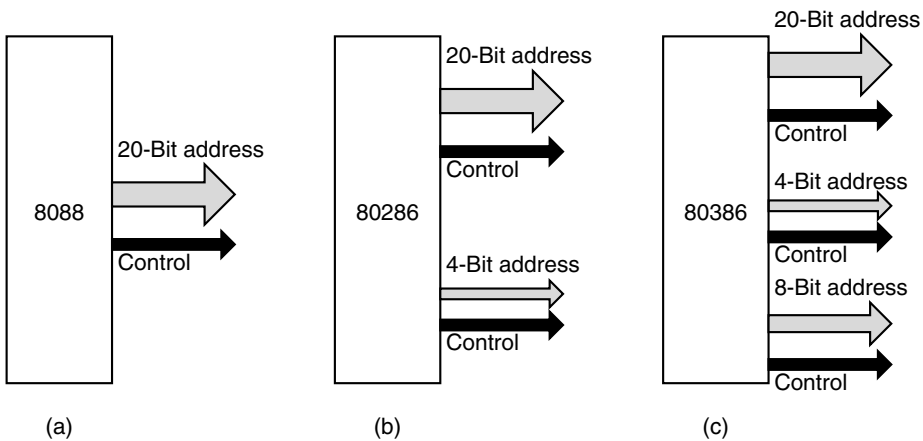 20-Bit address
Control
8088
(a)
20-Bit address
Control
80286
4-Bit address
Control
(b)
20-Bit address
Control
4-Bit address
80386
Control
8-Bit address
Control
(c)